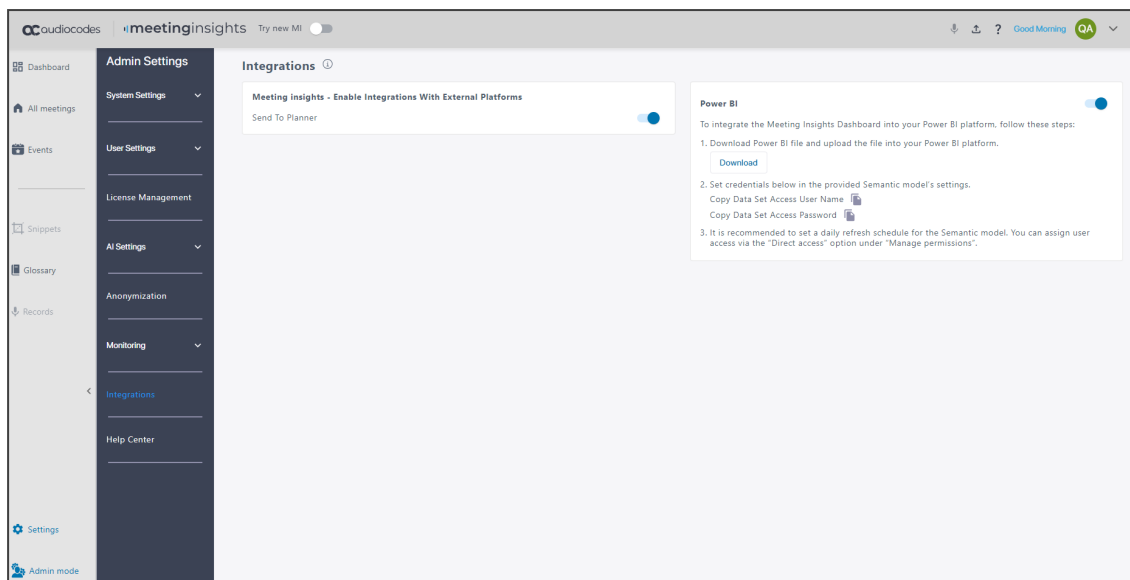 audiocodes meetinginsights Try new MI ? Good Morning QA
Dashboard
All meetings
Events
Snippets
Glossary
Records
Settings
Admin mode
Admin Settings
System Settings
User Settings
License Management
AI Settings
Anonymization
Monitoring
Integrations
Help Center
Integrations
Meeting insights - Enable Integrations With External Platforms
Send To Planner
Power BI
To integrate the Meeting Insights Dashboard into your Power BI platform, follow these steps:
1. Download Power BI file and upload the file into your Power BI platform.
Download
2. Set credentials below in the provided Semantic model's settings.
Copy Data Set Access User Name
Copy Data Set Access Password
3. It is recommended to set a daily refresh schedule for the Semantic model. You can assign user
access via the "Direct access" option under "Manage permissions".